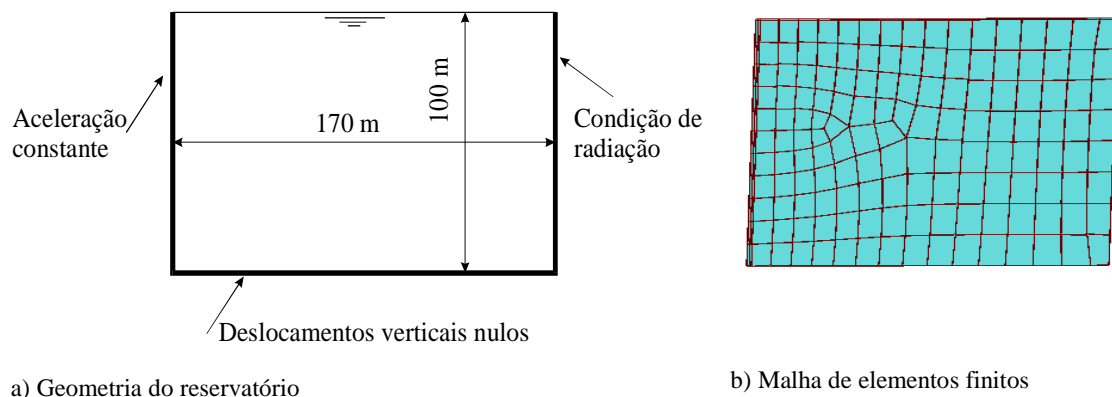 Aceleração
constante
170 m
100 m
Condição de
radiação
Deslocamentos verticais nulos
a) Geometria do reservatório
b) Malha de elementos finitos